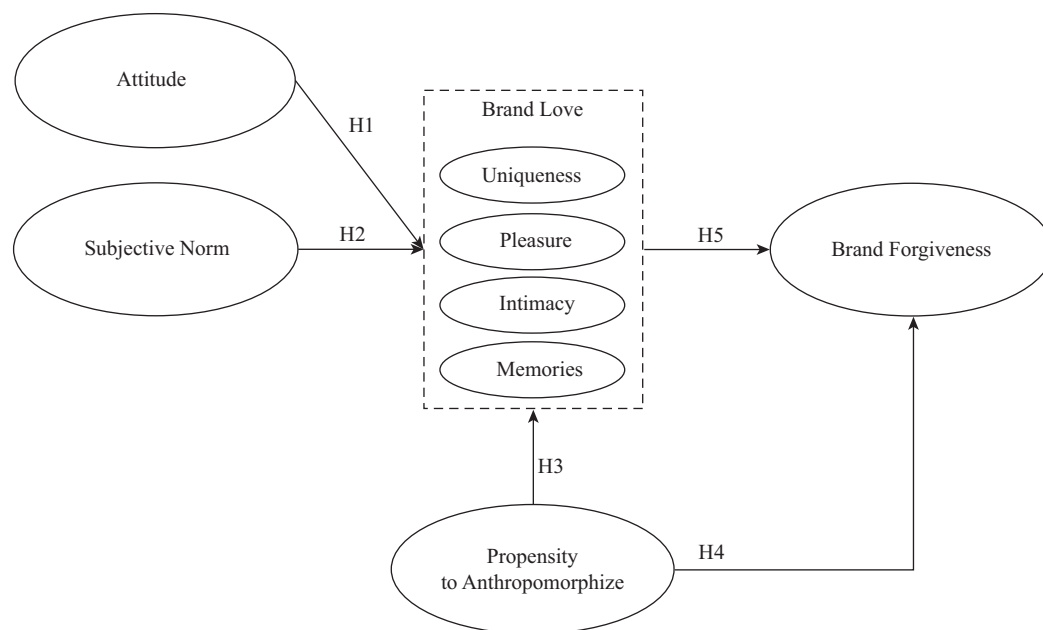 Attitude
H1
Brand Love
Uniqueness
Subjective Norm
H2
Pleasure
H5
Brand Forgiveness
Intimacy
Memories
H3
Propensity
to Anthropomorphize
H4